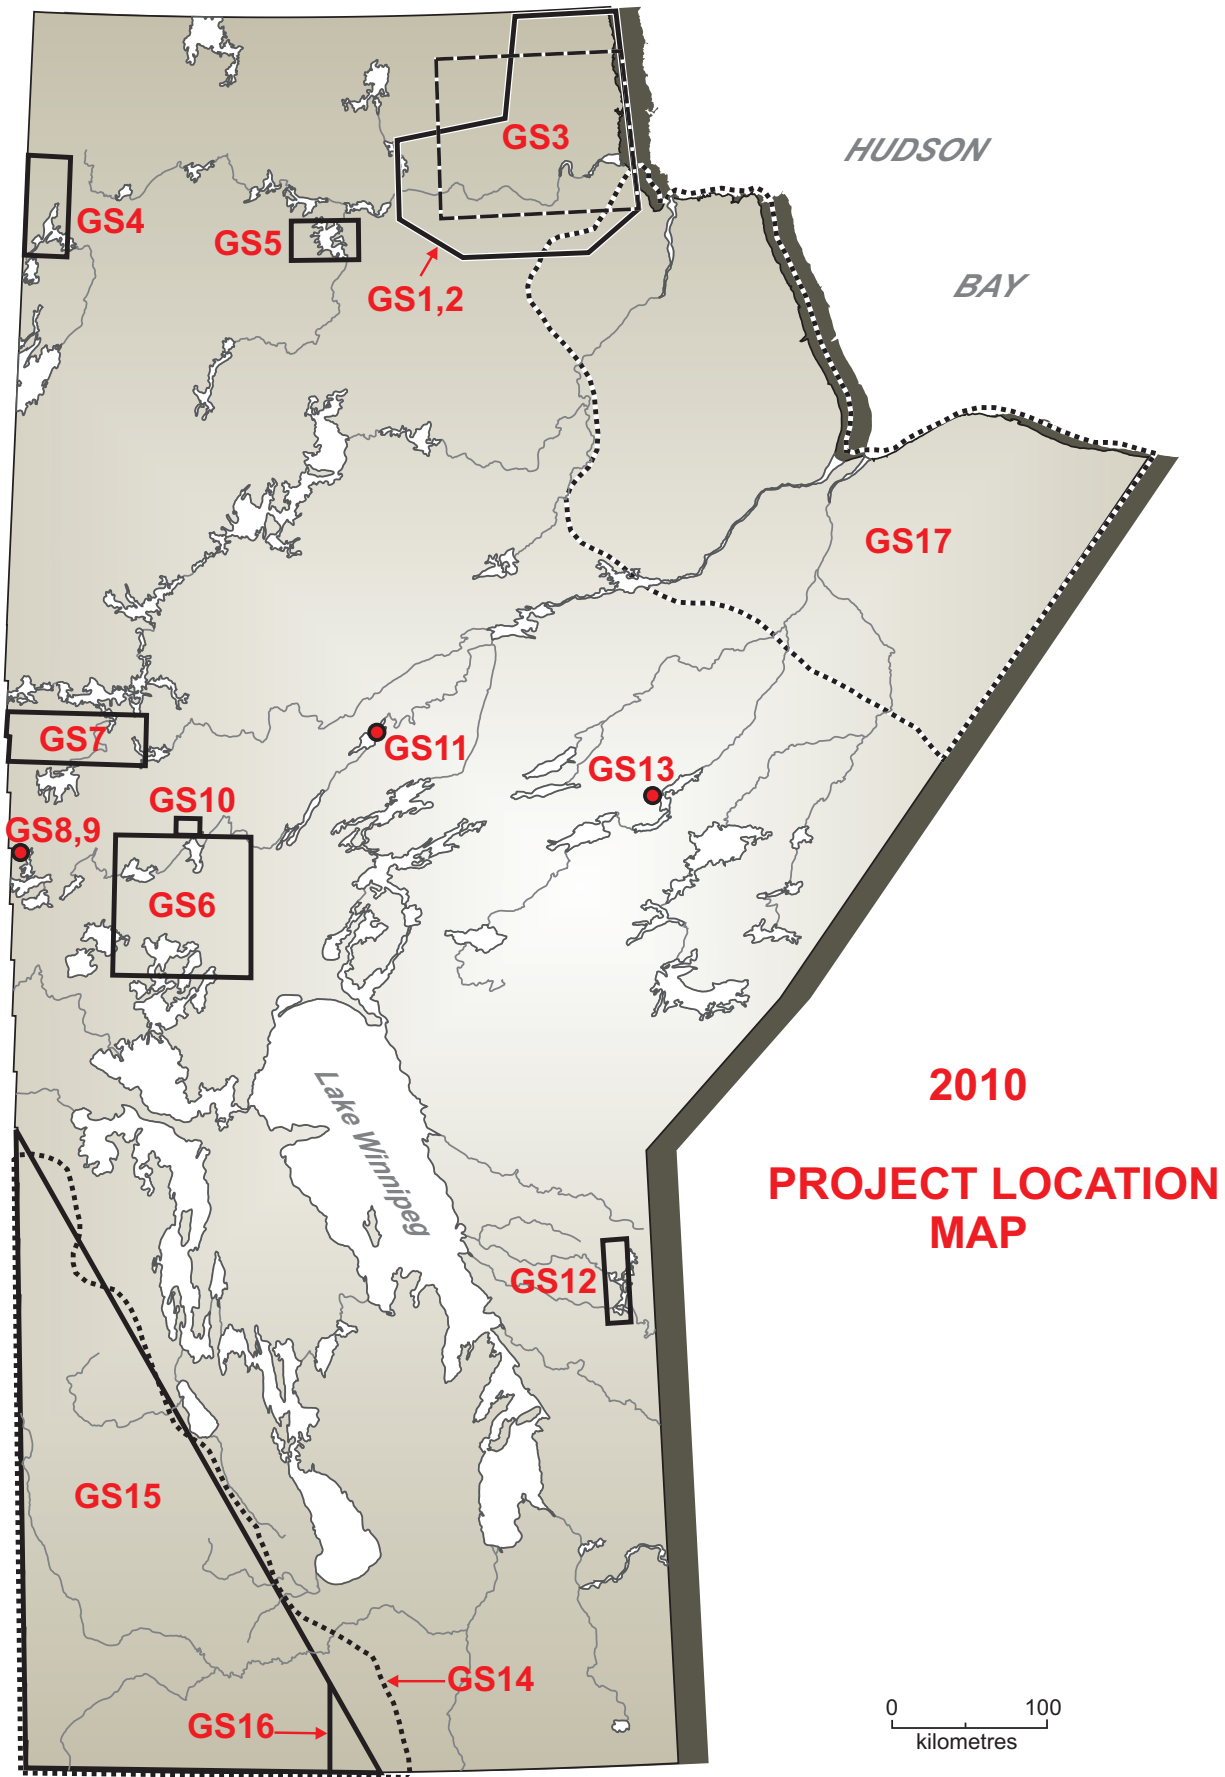 GS3
HUDSON
GS4
GS5
BAY
GS1,2
GS17
GS7
GS11
GS13
GS10
GS8,9
GS6
Lake Winnipeg
2010
PROJECT LOCATION
MAP
GS12
GS15
GS14
GS16
0 100
kilometres